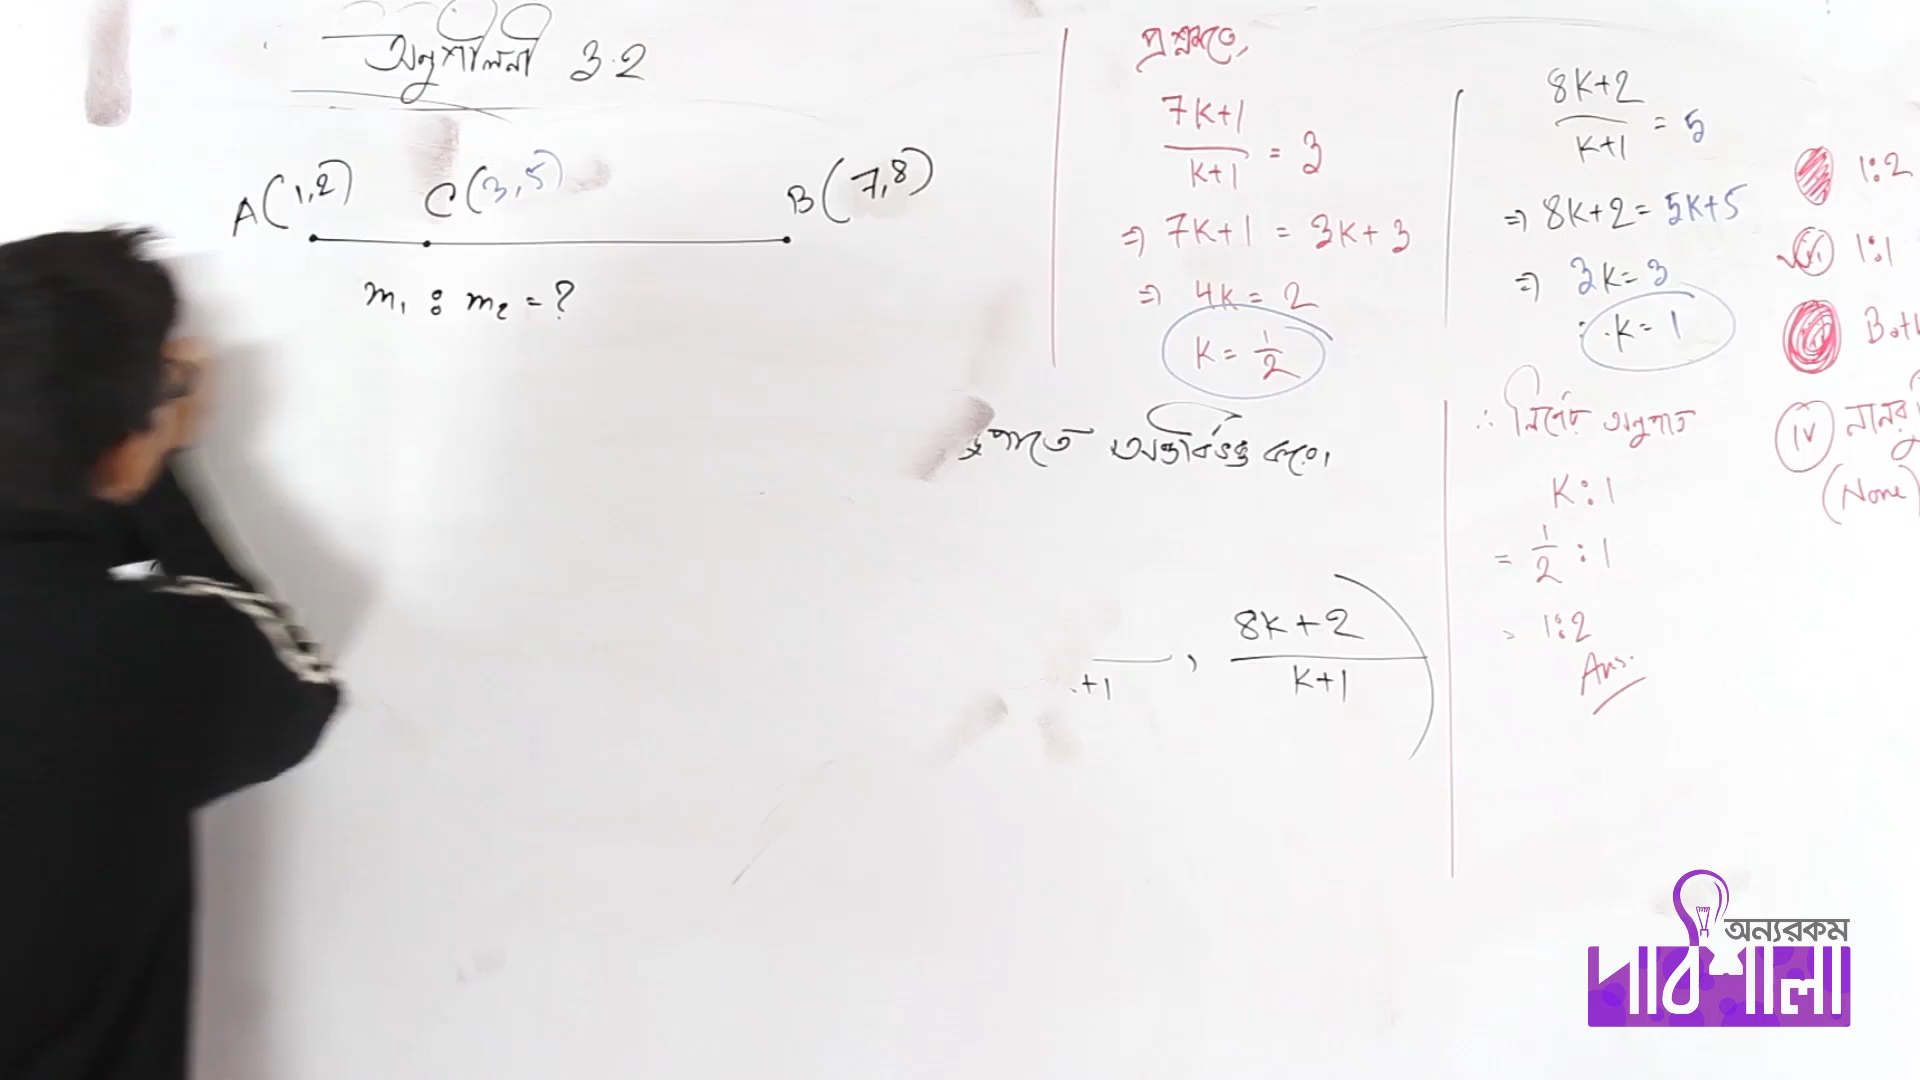 অনুশীলনী 3.2
A(1,2) C(3,5) B(7,8)
m₁ : m₂ = ?
প্রশ্নমতে,
7K+1
K+1
= 3
⇒ 7K+1 = 3K+3
⇒ 4K = 2
K = 1/2
অন্তর্বিভক্ত করে।
+1 , 8K+2
K+1
8K+2
K+1
= 5
⇒ 8K+2 = 5K+5
⇒ 3K = 3
∴ K = 1
∴ নির্ণেয় অনুপাত
K : 1
= 1/2 : 1
1:2
Ans.
1:2
1:1
Both
iv
(None)
অন্যরকম
পাঠশালা